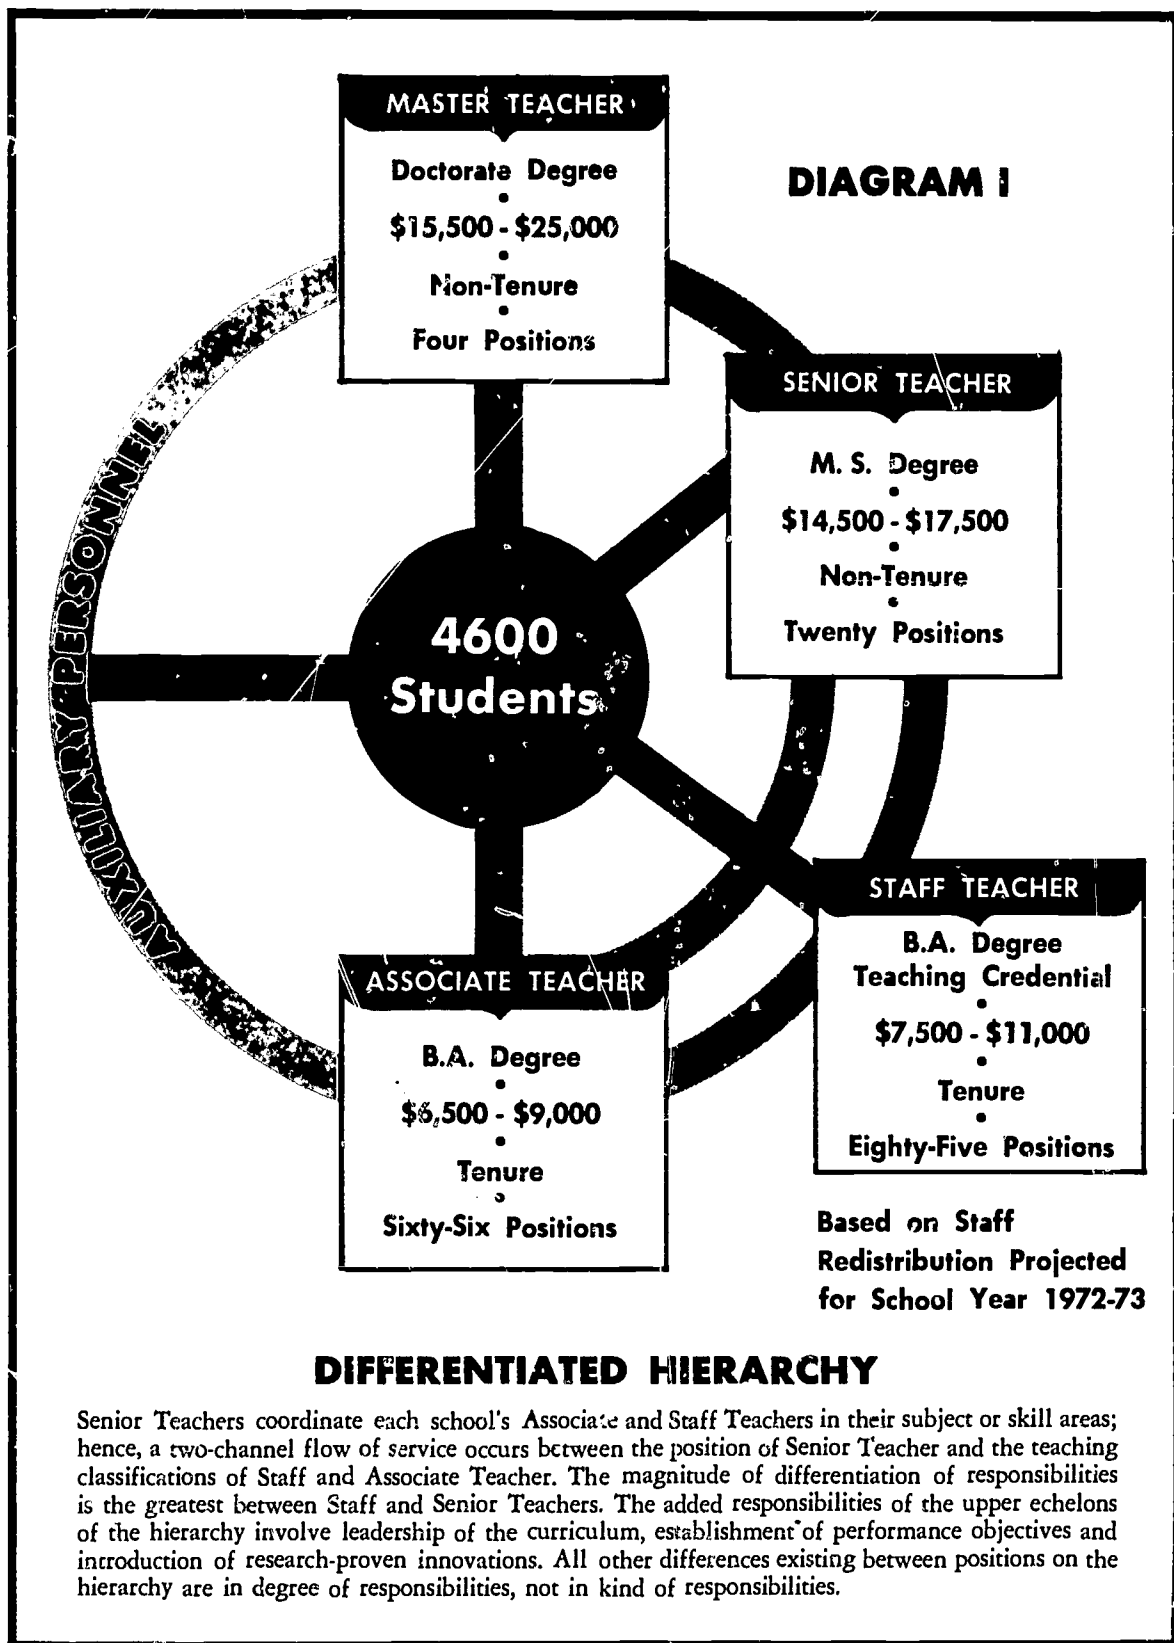 MASTER TEACHER
Doctorate Degree
$15,500 - $25,000
Non-Tenure
Four Positions
DIAGRAM I
SENIOR TEACHER
M. S. Degree
$14,500 - $17,500
Non-Tenure
Twenty Positions
AUXILIARY PERSONNEL
4600
Students
STAFF TEACHER
B.A. Degree
Teaching Credential
$7,500 - $11,000
Tenure
Eighty-Five Positions
ASSOCIATE TEACHER
B.A. Degree
$6,500 - $9,000
Tenure
Sixty-Six Positions
Based on Staff
Redistribution Projected
for School Year 1972-73
DIFFERENTIATED HIERARCHY
Senior Teachers coordinate each school's Associate and Staff Teachers in their subject or skill areas;
hence, a two-channel flow of service occurs between the position of Senior Teacher and the teaching
classifications of Staff and Associate Teacher. The magnitude of differentiation of responsibilities
is the greatest between Staff and Senior Teachers. The added responsibilities of the upper echelons
of the hierarchy involve leadership of the curriculum, establishment of performance objectives and
introduction of research-proven innovations. All other differences existing between positions on the
hierarchy are in degree of responsibilities, not in kind of responsibilities.